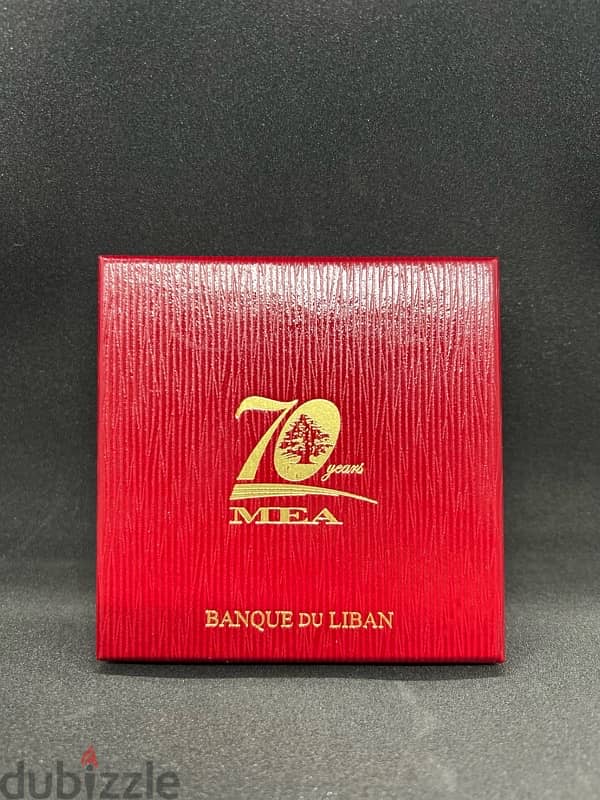 70 years
MEA
BANQUE DU LIBAN
dubizzle